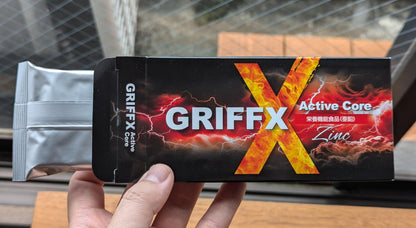 GRIFFX
Active
Core
GRIFFX
Active Core
栄養機能食品(亜鉛)
Zinc